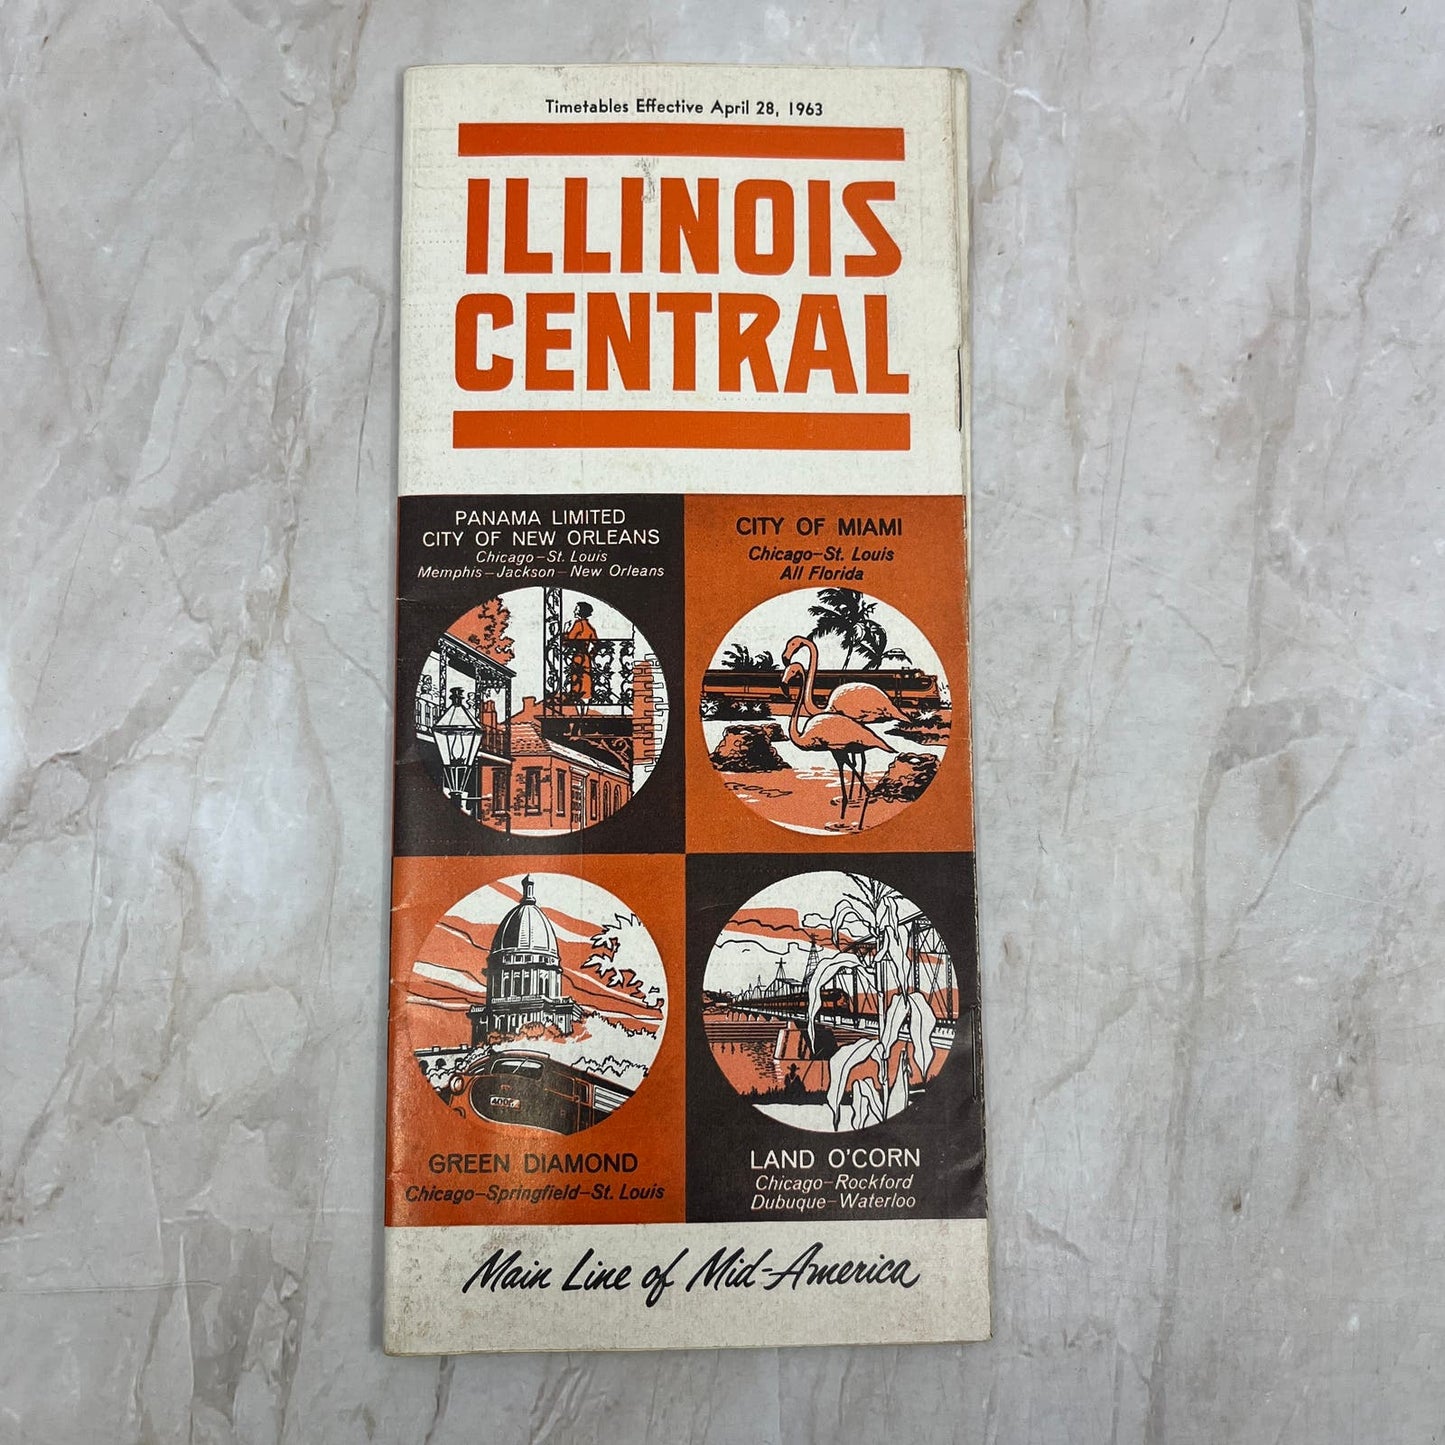 Timetables Effective April 28, 1963
ILLINOIS
CENTRAL
PANAMA LIMITED
CITY OF NEW ORLEANS
Chicago-St. Louis
Memphis-Jackson-New Orleans
CITY OF MIAMI
Chicago-St. Louis
All Florida
GREEN DIAMOND
Chicago-Springfield-St. Louis
LAND O'CORN
Chicago-Rockford
Dubuque-Waterloo
Main Line of Mid-America